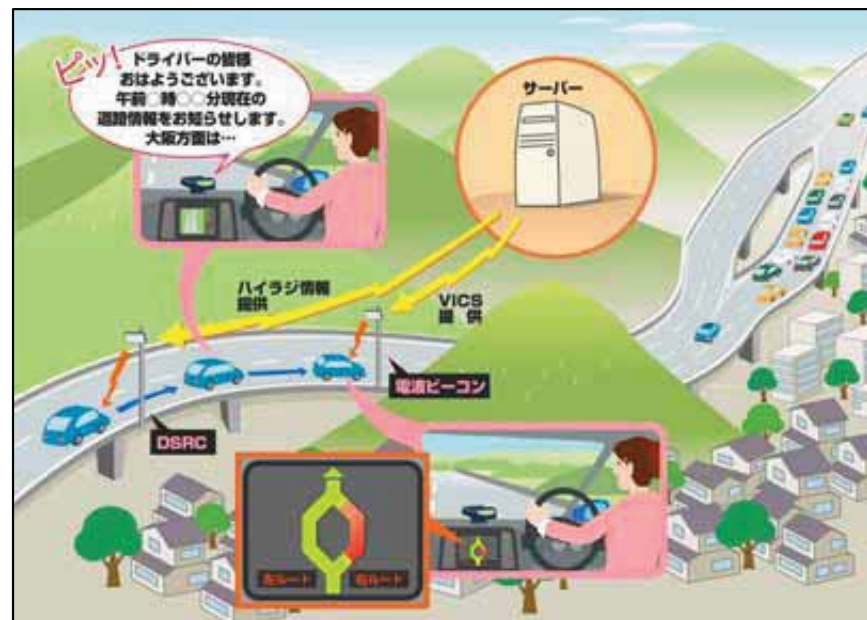 ピッ!
ドライバーの皆様
おはようございます。
午前○時○○分現在の
道路情報をお知らせします。
大阪方面は…
サーバー
ハイラジ情報
提供
VICS
提 供
電波ビーコン
DSRC
左ルート
右ルート